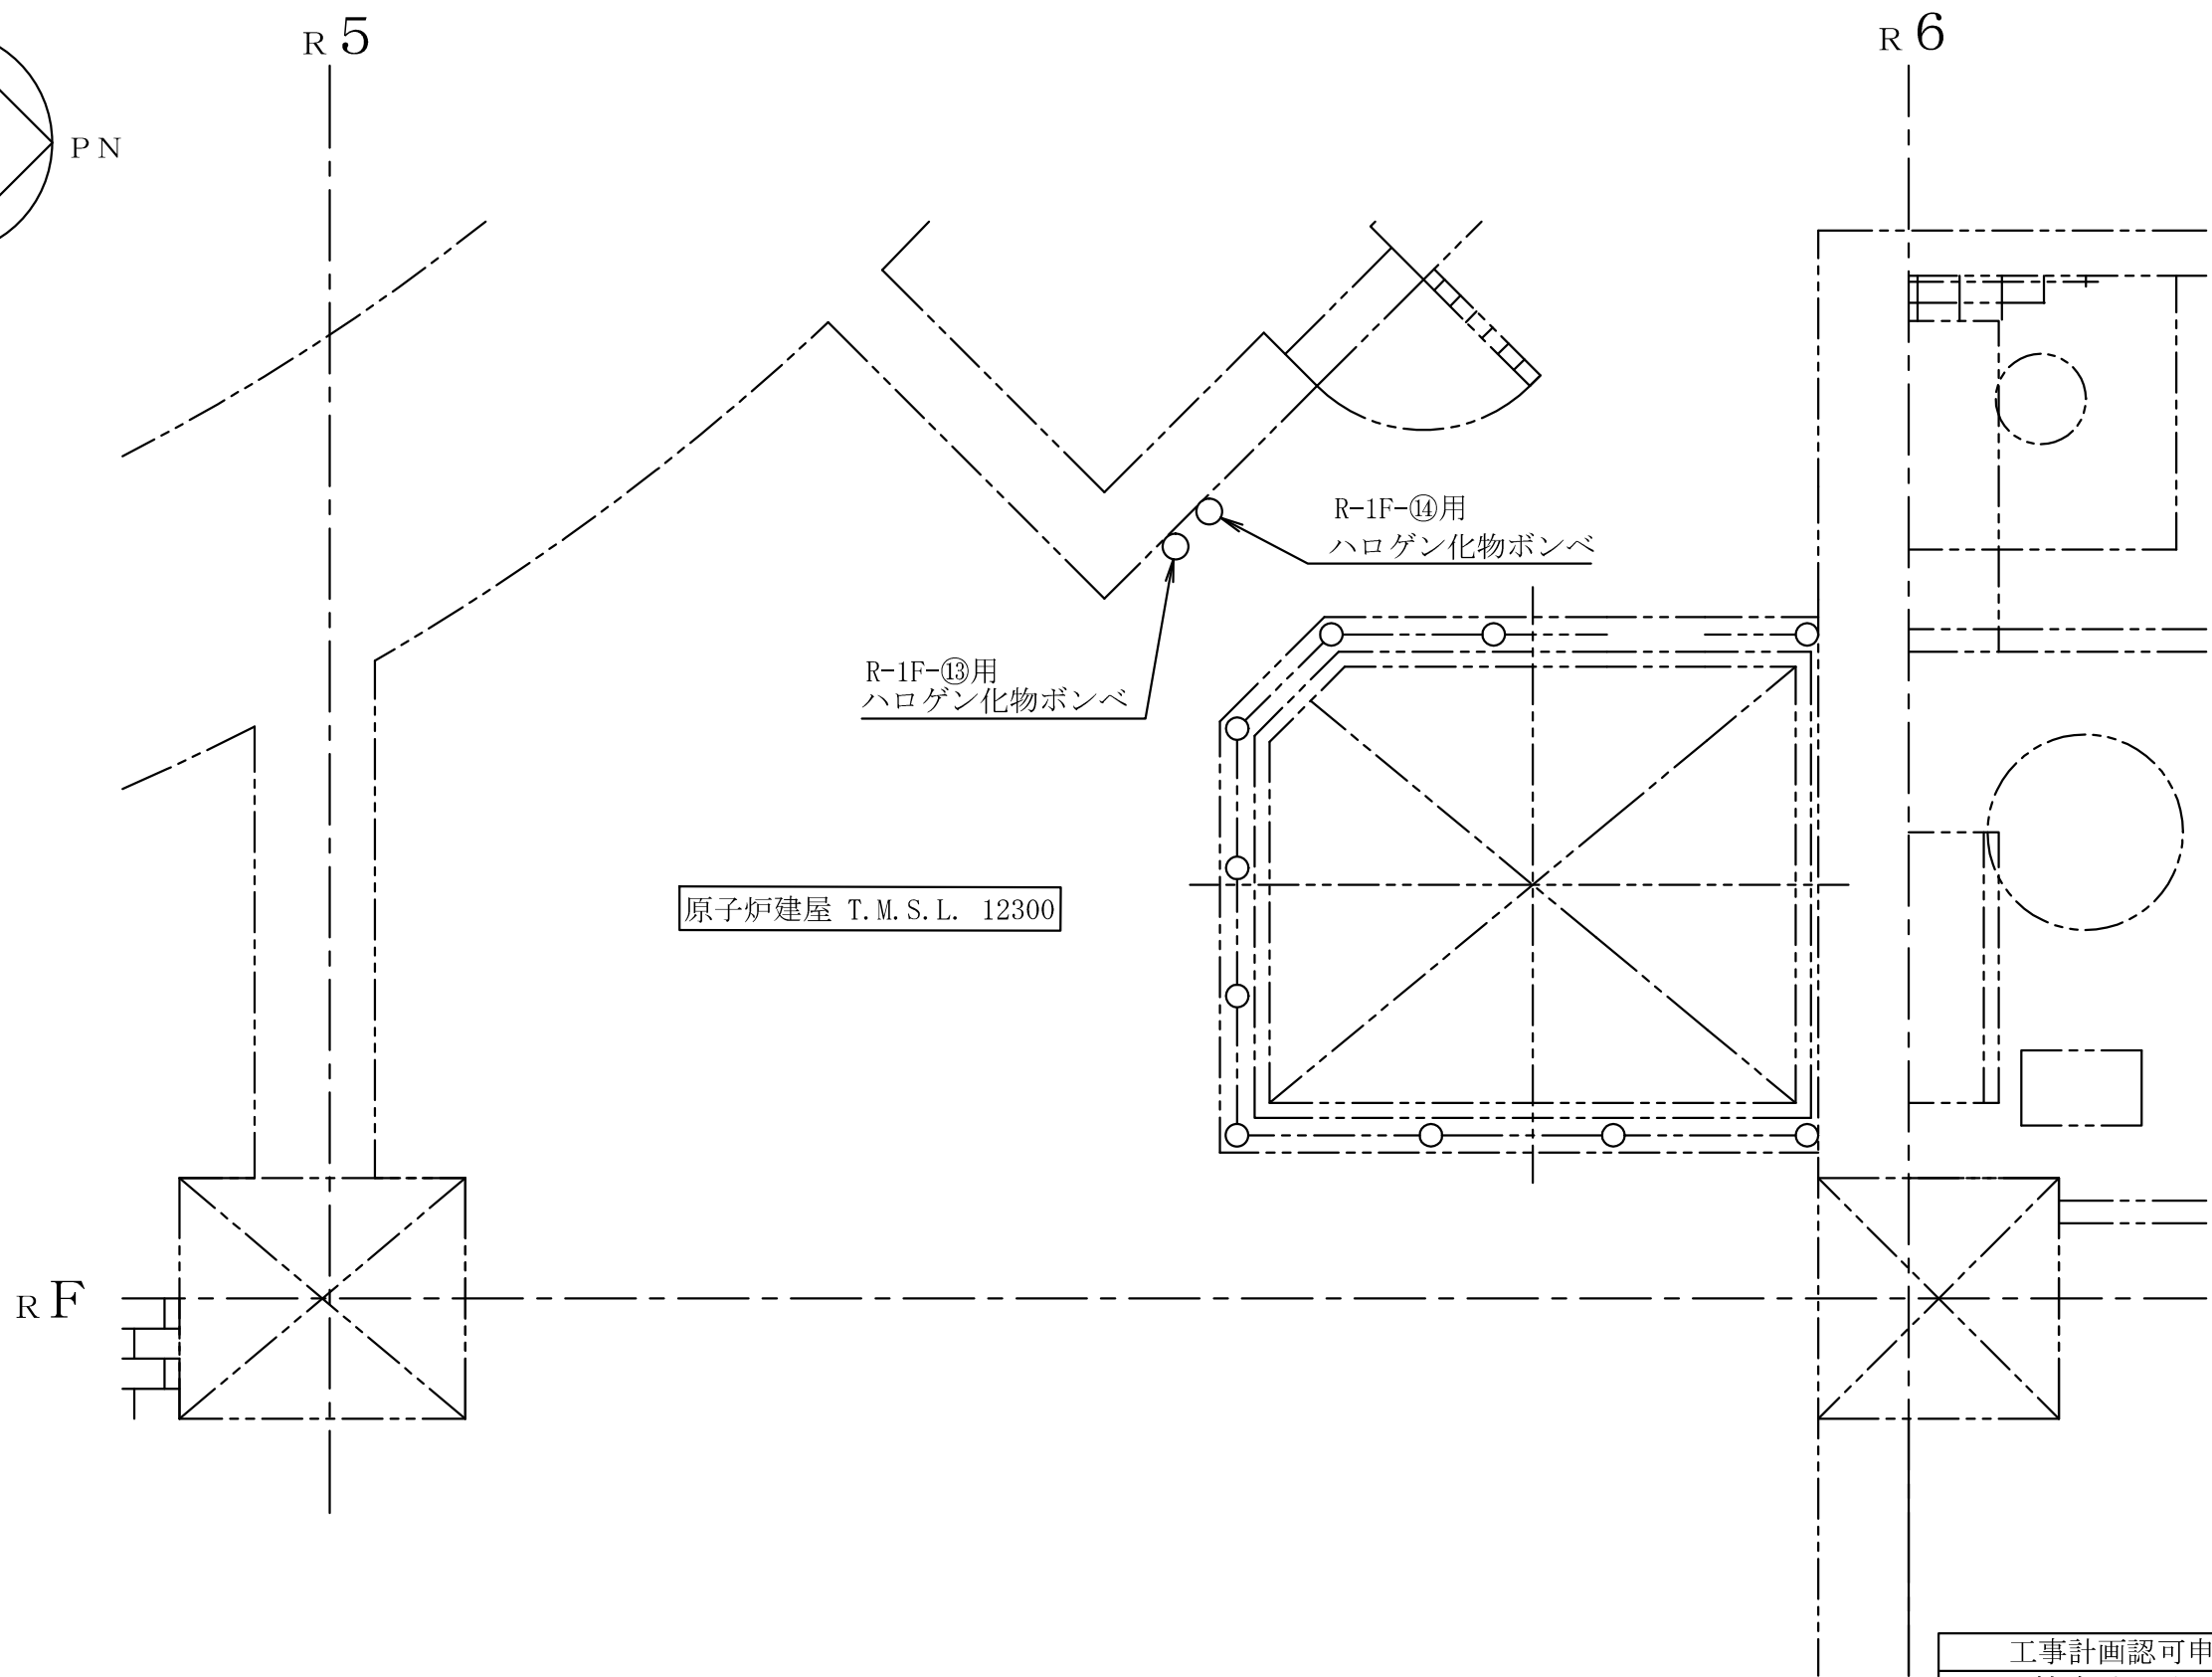 R 5
R 6
PN
R-1F-⑭用
ハロゲン化物ボンベ
R-1F-⑬用
ハロゲン化物ボンベ
原子炉建屋 T.M.S.L. 12300
R F
工事計画認可申